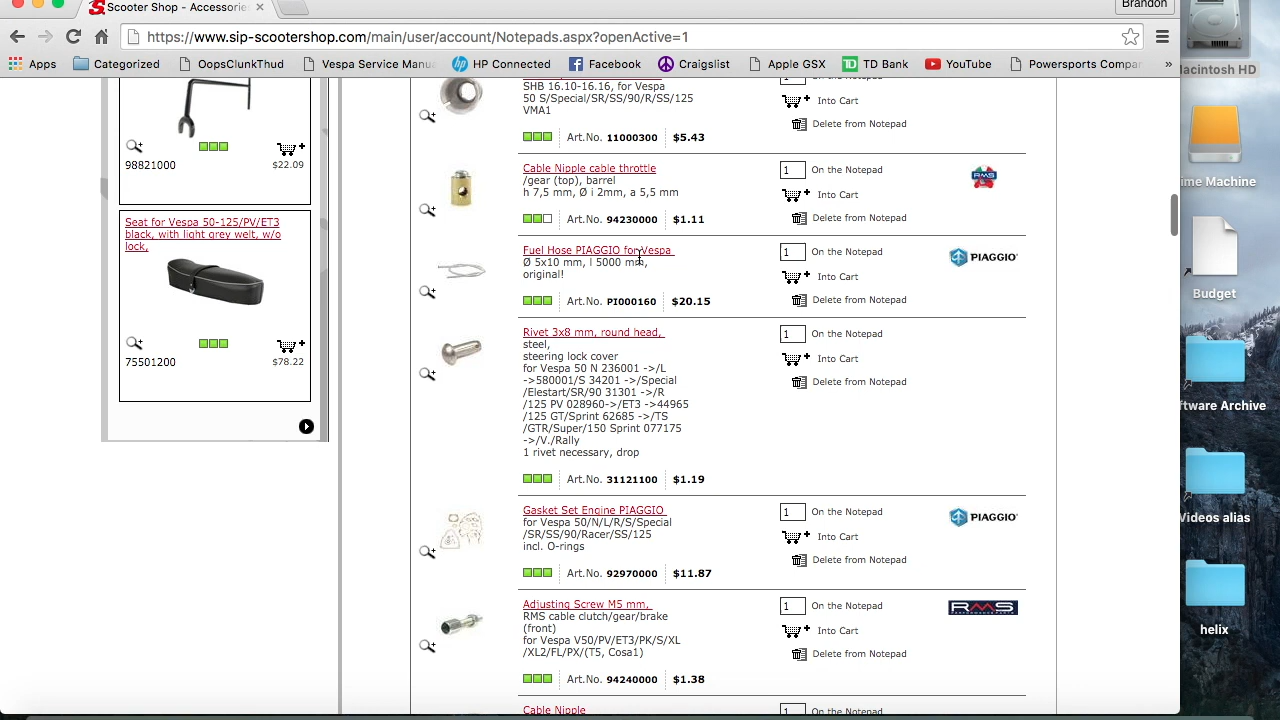 Scooter Shop - Accessorie
Brandon
https://www.sip-scootershop.com/main/user/account/Notepads.aspx?openActive=1
Apps
Categorized
OopsClunkThud
Vespa Service Manu
HP Connected
Facebook
Craigslist
Apple GSX
TD Bank
YouTube
Powersports Compan
»
98821000
$22.09
Seat for Vespa 50-125/PV/ET3
black, with light grey welt, w/o
lock,
75501200
$78.22
SHB 16.10-16.16, for Vespa
50 S/Special/SR/SS/90/R/SS/125
VMA1
Art.No. 11000300 $5.43
1 On the Notepad
Into Cart
Delete from Notepad
Cable Nipple cable throttle
/gear (top), barrel
h 7,5 mm, Ø i 2mm, a 5,5 mm
Art.No. 94230000 $1.11
1 On the Notepad
Into Cart
Delete from Notepad
RMS
Fuel Hose PIAGGIO for Vespa
Ø 5x10 mm, l 5000 mm,
original!
Art.No. PI000160 $20.15
1 On the Notepad
Into Cart
Delete from Notepad
PIAGGIO
Rivet 3x8 mm, round head,
steel,
steering lock cover
for Vespa 50 N 236001 ->/L
->580001/S 34201 ->/Special
/Elestart/SR/90 31301 ->/R
/125 PV 028960->/ET3 ->44965
/125 GT/Sprint 62685 ->/TS
/GTR/Super/150 Sprint 077175
->/V./Rally
1 rivet necessary, drop
Art.No. 31121100 $1.19
1 On the Notepad
Into Cart
Delete from Notepad
Gasket Set Engine PIAGGIO
for Vespa 50/N/L/R/S/Special
/SR/SS/90/Racer/SS/125
incl. O-rings
Art.No. 92970000 $11.87
1 On the Notepad
Into Cart
Delete from Notepad
PIAGGIO
Adjusting Screw M5 mm,
RMS cable clutch/gear/brake
(front)
for Vespa V50/PV/ET3/PK/S/XL
/XL2/FL/PX/(T5, Cosa1)
Art.No. 94240000 $1.38
1 On the Notepad
Into Cart
Delete from Notepad
RMS
Cable Nipple
1 On the Notepad
Macintosh HD
ime Machine
Budget
ftware Archive
Videos alias
helix